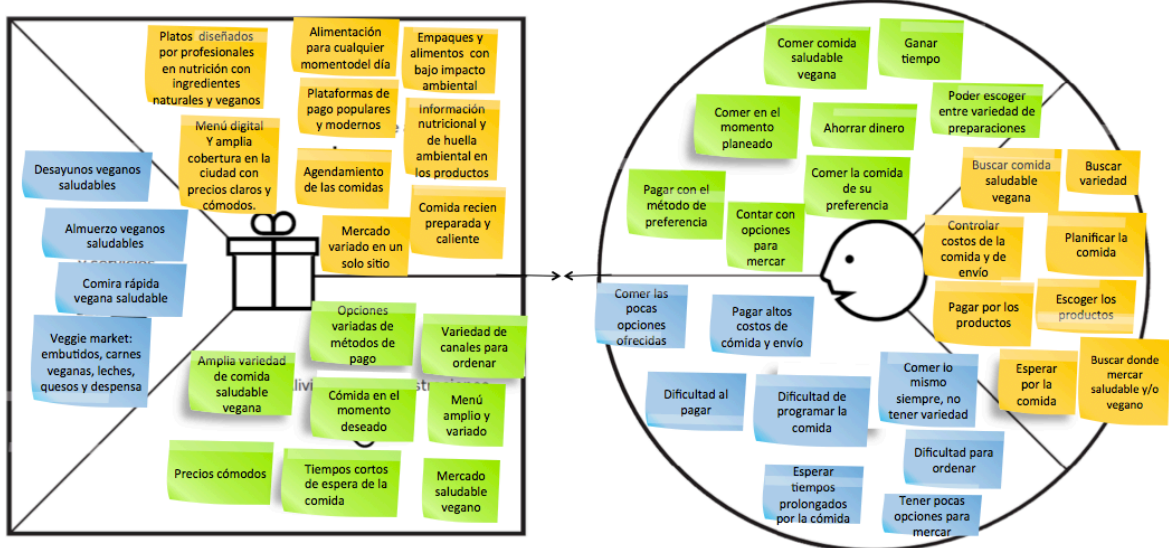 Platos diseñados
por profesionales
en nutrición con
ingredientes
naturales y veganos
Alimentación
para cualquier
momentodel día
Empaques y
alimentos con
bajo impacto
ambiental
Plataformas de
pago populares
y modernos
Información
nutricional y
de huella
ambiental en
los productos
Menú digital
Y amplia
cobertura en la
ciudad con
precios claros y
cómodos.
Agendamiento
de las comidas
Comida recien
preparada y
caliente
Mercado
variado en un
solo sitio
Desayunos veganos
saludables
Almuerzo veganos
saludables
Comira rápida
vegana saludable
Veggie market:
embutidos, carnes
veganas, leches,
quesos y despensa
Opciones
variadas de
métodos de
pago
Variedad de
canales para
ordenar
Amplia variedad
de comida
saludable
vegana
Cómida en el
momento
deseado
Menú
amplio y
variado
Precios cómodos
Tiempos cortos
de espera de la
comida
Mercado
saludable
vegano
Comer comida
saludable
vegana
Ganar
tiempo
Comer en el
momento
planeado
Ahorrar dinero
Poder escoger
entre variedad de
preparaciones
Pagar con el
método de
preferencia
Contar con
opciones
para
mercar
Comer la comida
de su
preferencia
Buscar comida
saludable
vegana
Buscar
variedad
Controlar
costos de la
comida y de
envío
Planificar la
comida
Pagar por los
productos
Escoger los
productos
Esperar
por la
comida
Buscar donde
mercar
saludable y/o
vegano
Comer las
pocas
opciones
ofrecidas
Pagar altos
costos de
cómida y envío
Dificultad al
pagar
Dificultad de
programar la
comida
Comer lo
mismo
siempre, no
tener variedad
Dificultad para
ordenar
Esperar
tiempos
prolongados
por la cómida
Tener pocas
opciones para
mercar